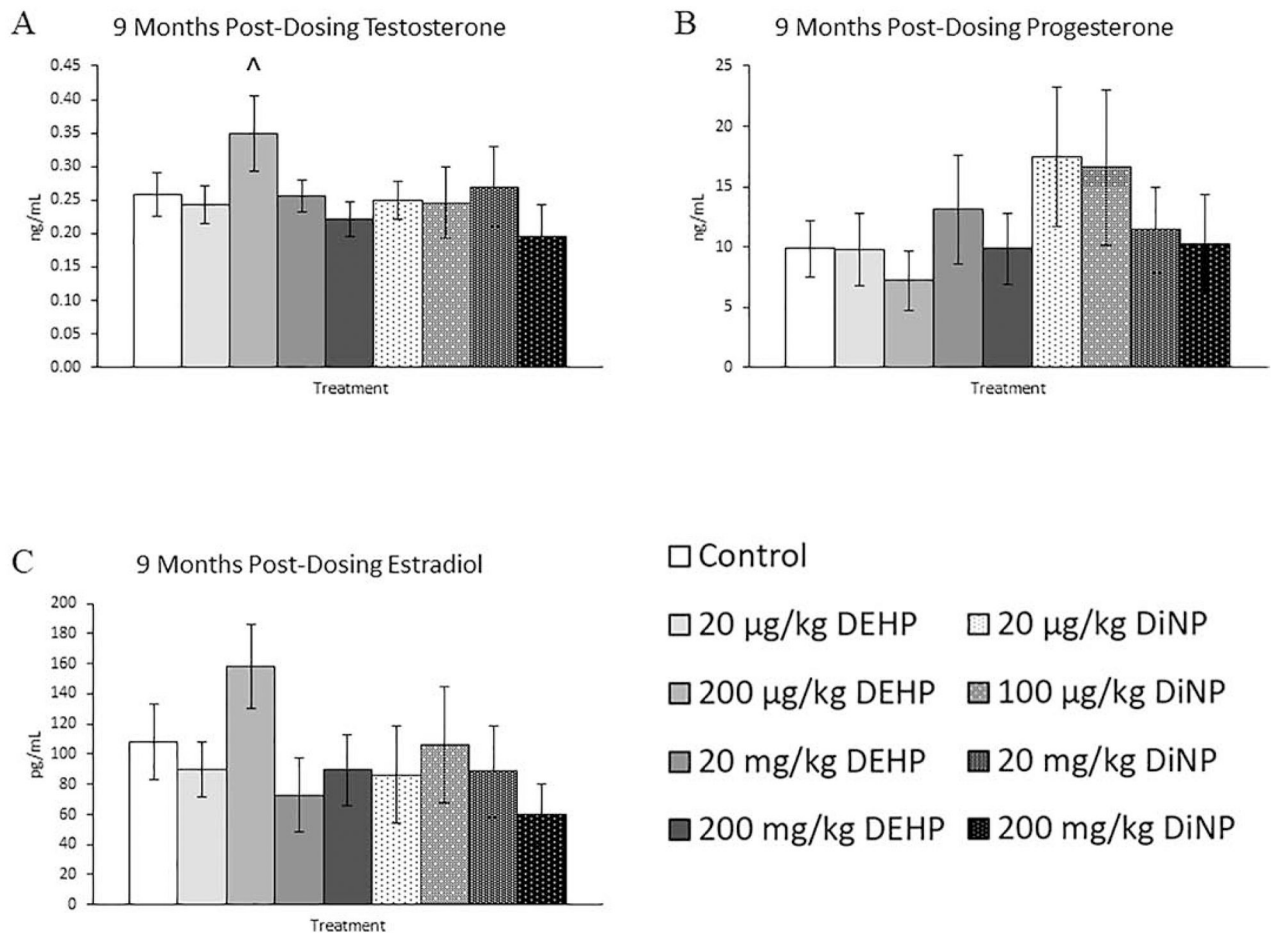 A
9 Months Post-Dosing Testosterone
^
ng/mL
0.45
0.40
0.35
0.30
0.25
0.20
0.15
0.10
0.05
0.00
Treatment
B
9 Months Post-Dosing Progesterone
ng/mL
25
20
15
10
5
0
Treatment
C
9 Months Post-Dosing Estradiol
pg/mL
200
180
160
140
120
100
80
60
40
20
0
Treatment
Control
20 µg/kg DEHP
20 µg/kg DiNP
200 µg/kg DEHP
100 µg/kg DiNP
20 mg/kg DEHP
20 mg/kg DiNP
200 mg/kg DEHP
200 mg/kg DiNP